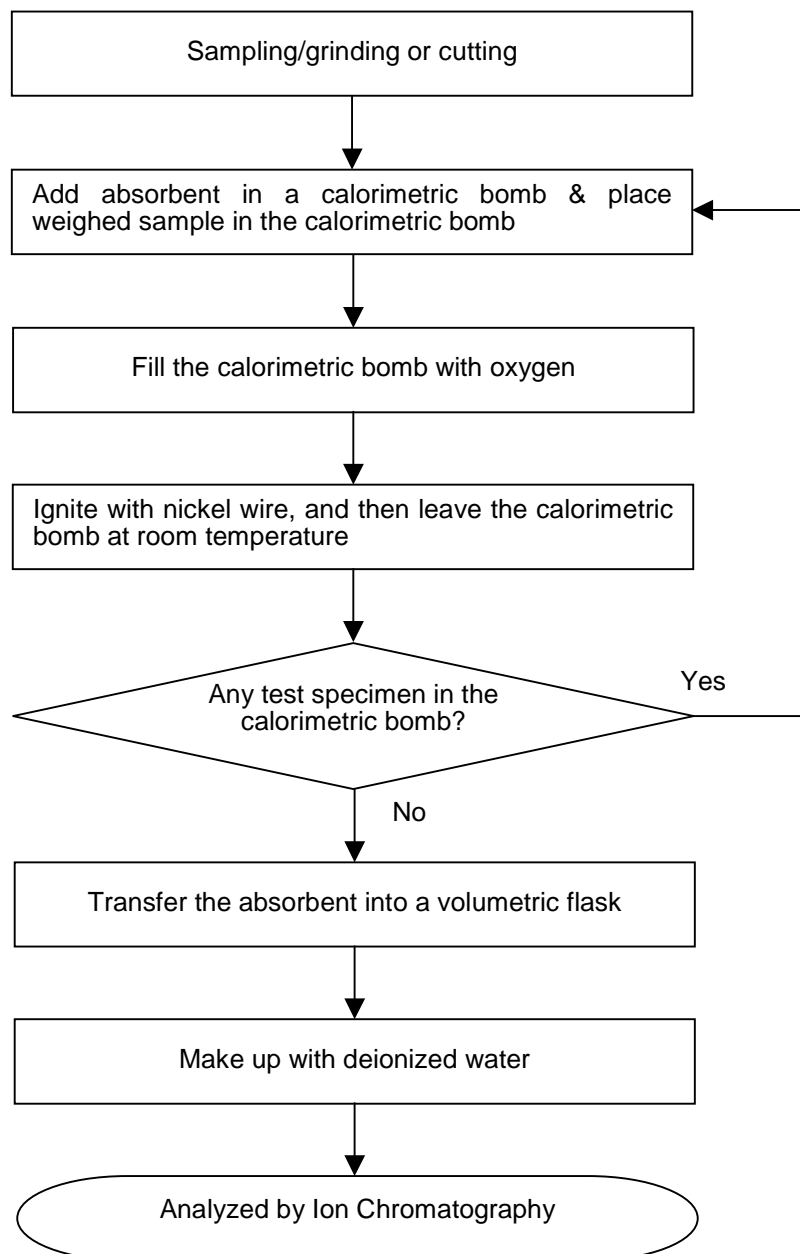 Sampling/grinding or cutting
Add absorbent in a calorimetric bomb & place
weighed sample in the calorimetric bomb
Fill the calorimetric bomb with oxygen
Ignite with nickel wire, and then leave the calorimetric
bomb at room temperature
Any test specimen in the
calorimetric bomb?
Yes
No
Transfer the absorbent into a volumetric flask
Make up with deionized water
Analyzed by Ion Chromatography